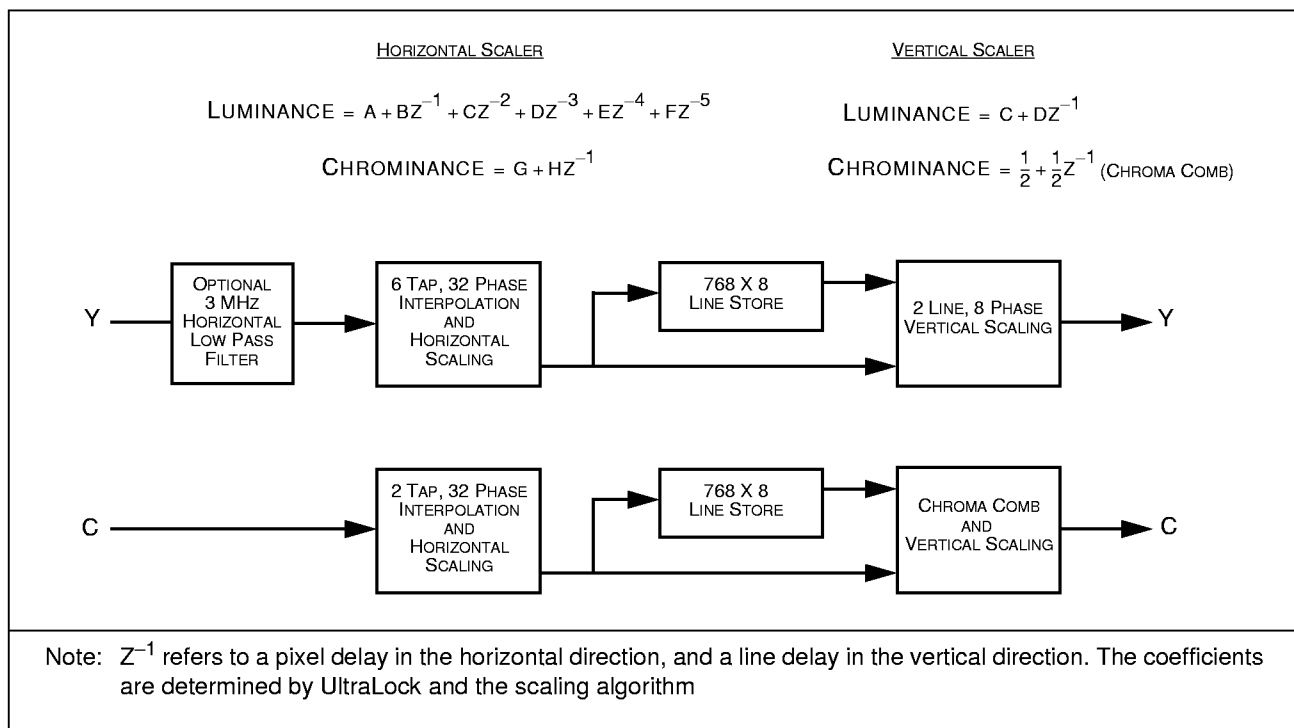 HORIZONTAL SCALER
VERTICAL SCALER
LUMINANCE = A + BZ⁻¹ + CZ⁻² + DZ⁻³ + EZ⁻⁴ + FZ⁻⁵
LUMINANCE = C + DZ⁻¹
CHROMINANCE = G + HZ⁻¹
CHROMINANCE = 1/2 + 1/2 Z⁻¹ (CHROMA COMB)
Y
OPTIONAL
3 MHZ
HORIZONTAL
LOW PASS
FILTER
6 TAP, 32 PHASE
INTERPOLATION
AND
HORIZONTAL
SCALING
768 X 8
LINE STORE
2 LINE, 8 PHASE
VERTICAL SCALING
Y
C
2 TAP, 32 PHASE
INTERPOLATION
AND
HORIZONTAL
SCALING
768 X 8
LINE STORE
CHROMA COMB
AND
VERTICAL SCALING
C
Note: Z⁻¹ refers to a pixel delay in the horizontal direction, and a line delay in the vertical direction. The coefficients
are determined by UltraLock and the scaling algorithm